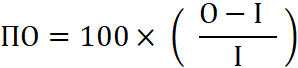 ПО = 100 × ( (О – I) / I )